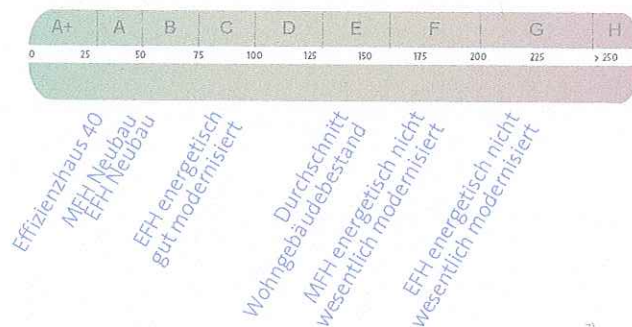 A+ A B C D E F G H
0 25 50 75 100 125 150 175 200 225 > 250
Effizienzhaus 40
MFH Neubau
EFH Neubau
EFH energetisch
gut modernisiert
Durchschnitt
Wohngebäudebestand
MFH energetisch nicht
wesentlich modernisiert
EFH energetisch nicht
wesentlich modernisiert